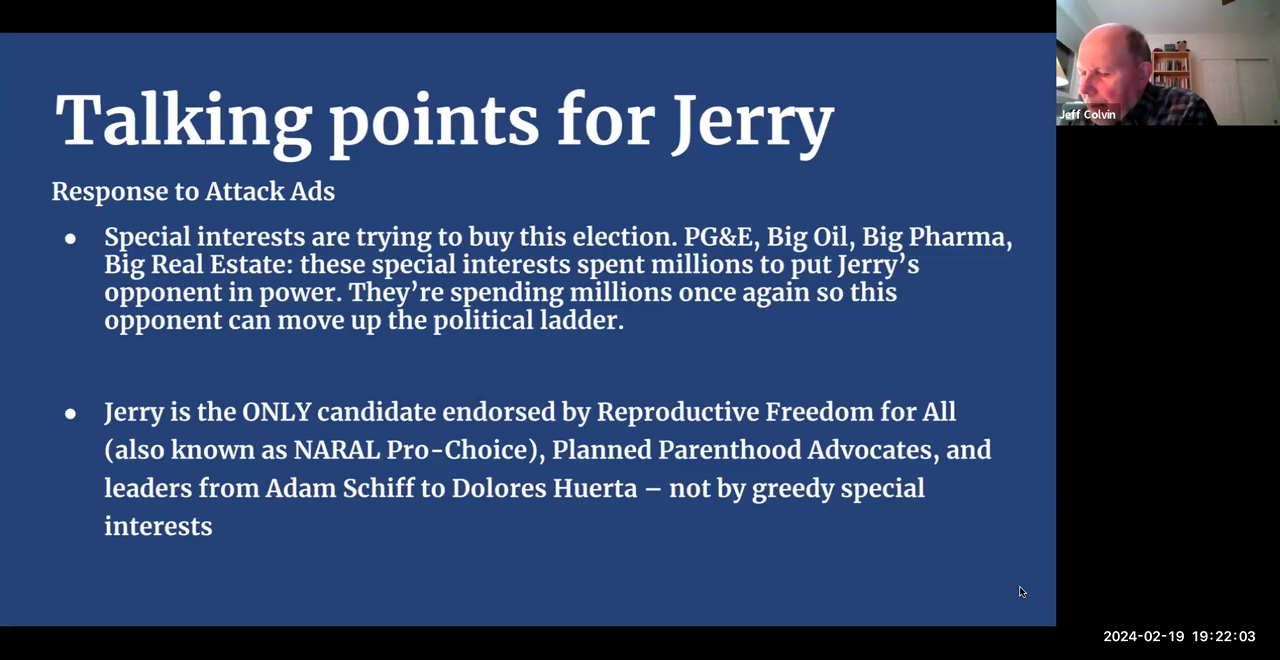 Talking points for Jerry
Response to Attack Ads
● Special interests are trying to buy this election. PG&E, Big Oil, Big Pharma,
Big Real Estate: these special interests spent millions to put Jerry’s
opponent in power. They’re spending millions once again so this
opponent can move up the political ladder.
● Jerry is the ONLY candidate endorsed by Reproductive Freedom for All
(also known as NARAL Pro-Choice), Planned Parenthood Advocates, and
leaders from Adam Schiff to Dolores Huerta – not by greedy special
interests
Jeff Colvin
2024-02-19 19:22:03